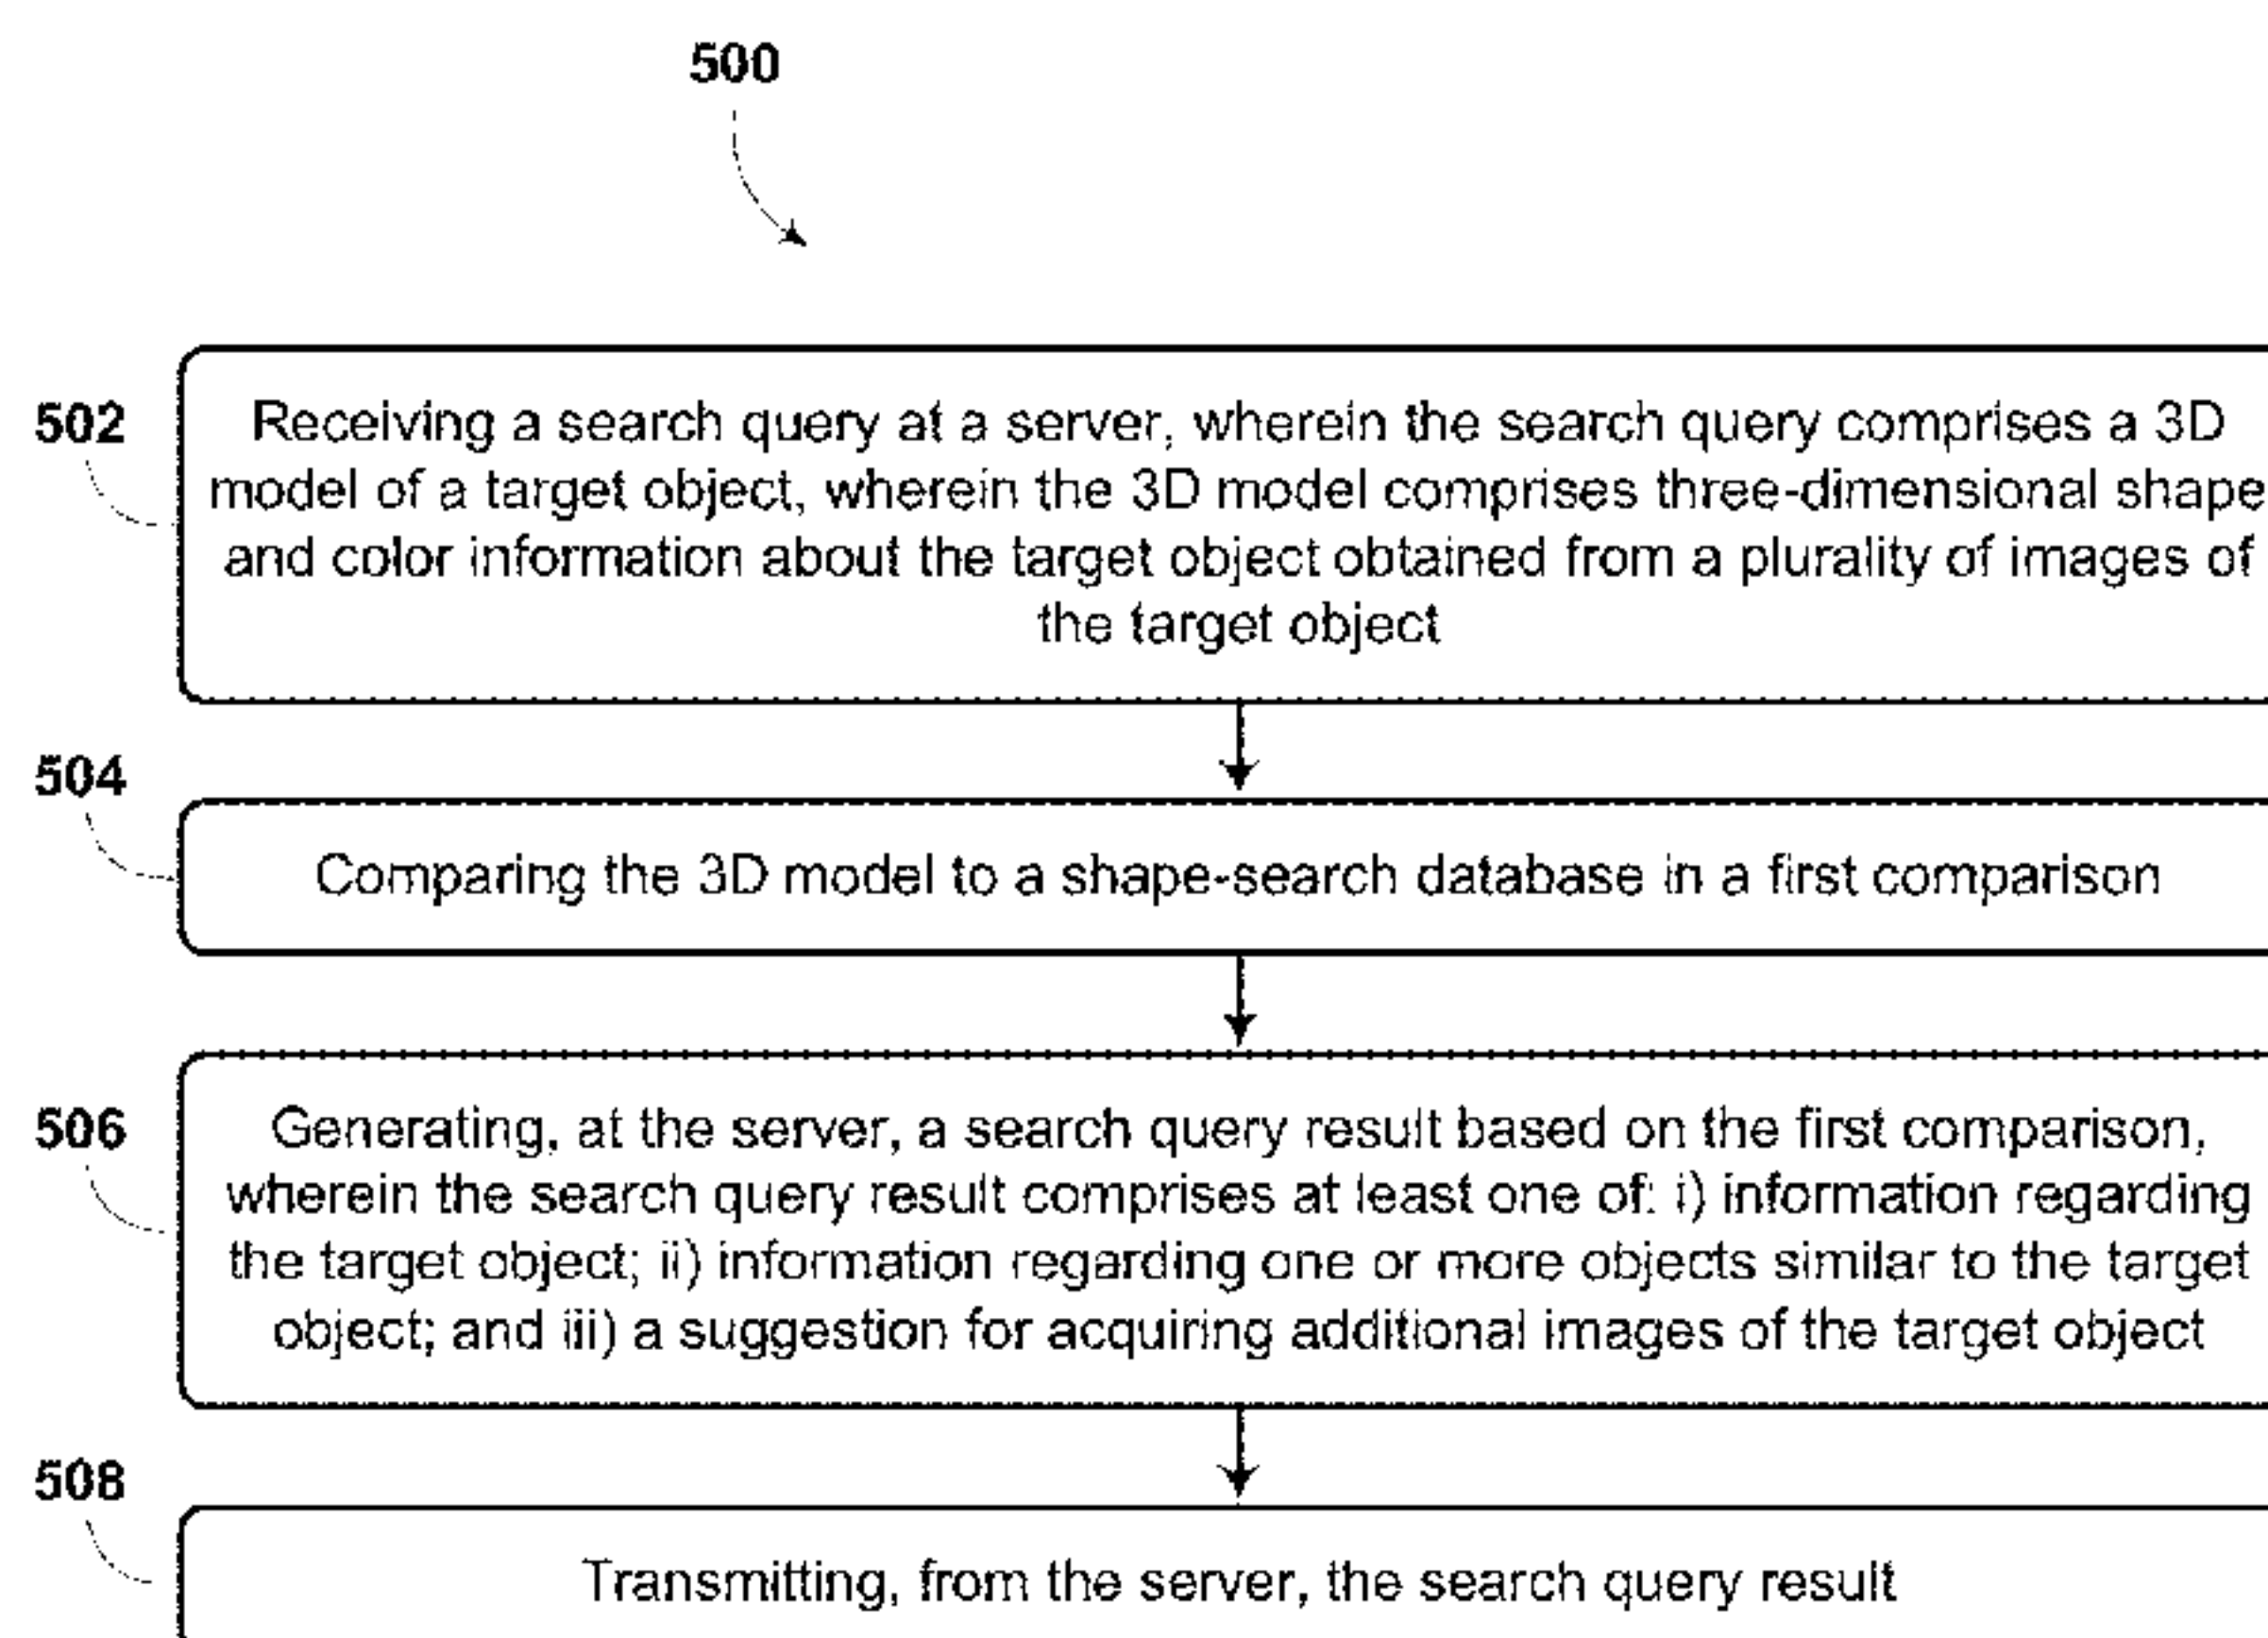 500
502
Receiving a search query at a server, wherein the search query comprises a 3D
model of a target object, wherein the 3D model comprises three-dimensional shape
and color information about the target object obtained from a plurality of images of
the target object
504
Comparing the 3D model to a shape-search database in a first comparison
506
Generating, at the server, a search query result based on the first comparison,
wherein the search query result comprises at least one of: i) information regarding
the target object; ii) information regarding one or more objects similar to the target
object; and iii) a suggestion for acquiring additional images of the target object
508
Transmitting, from the server, the search query result